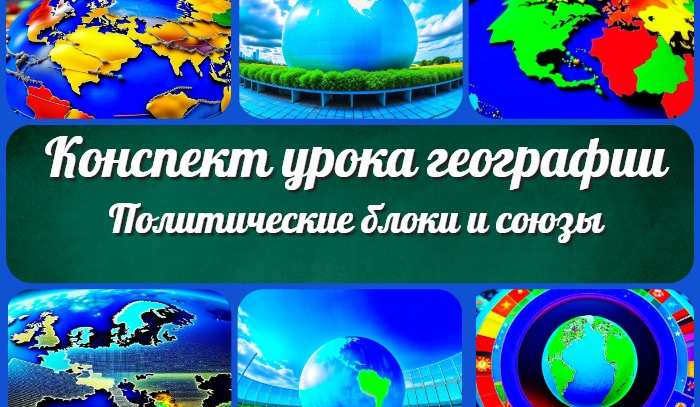 Конспект урока географии
Политические блоки и союзы